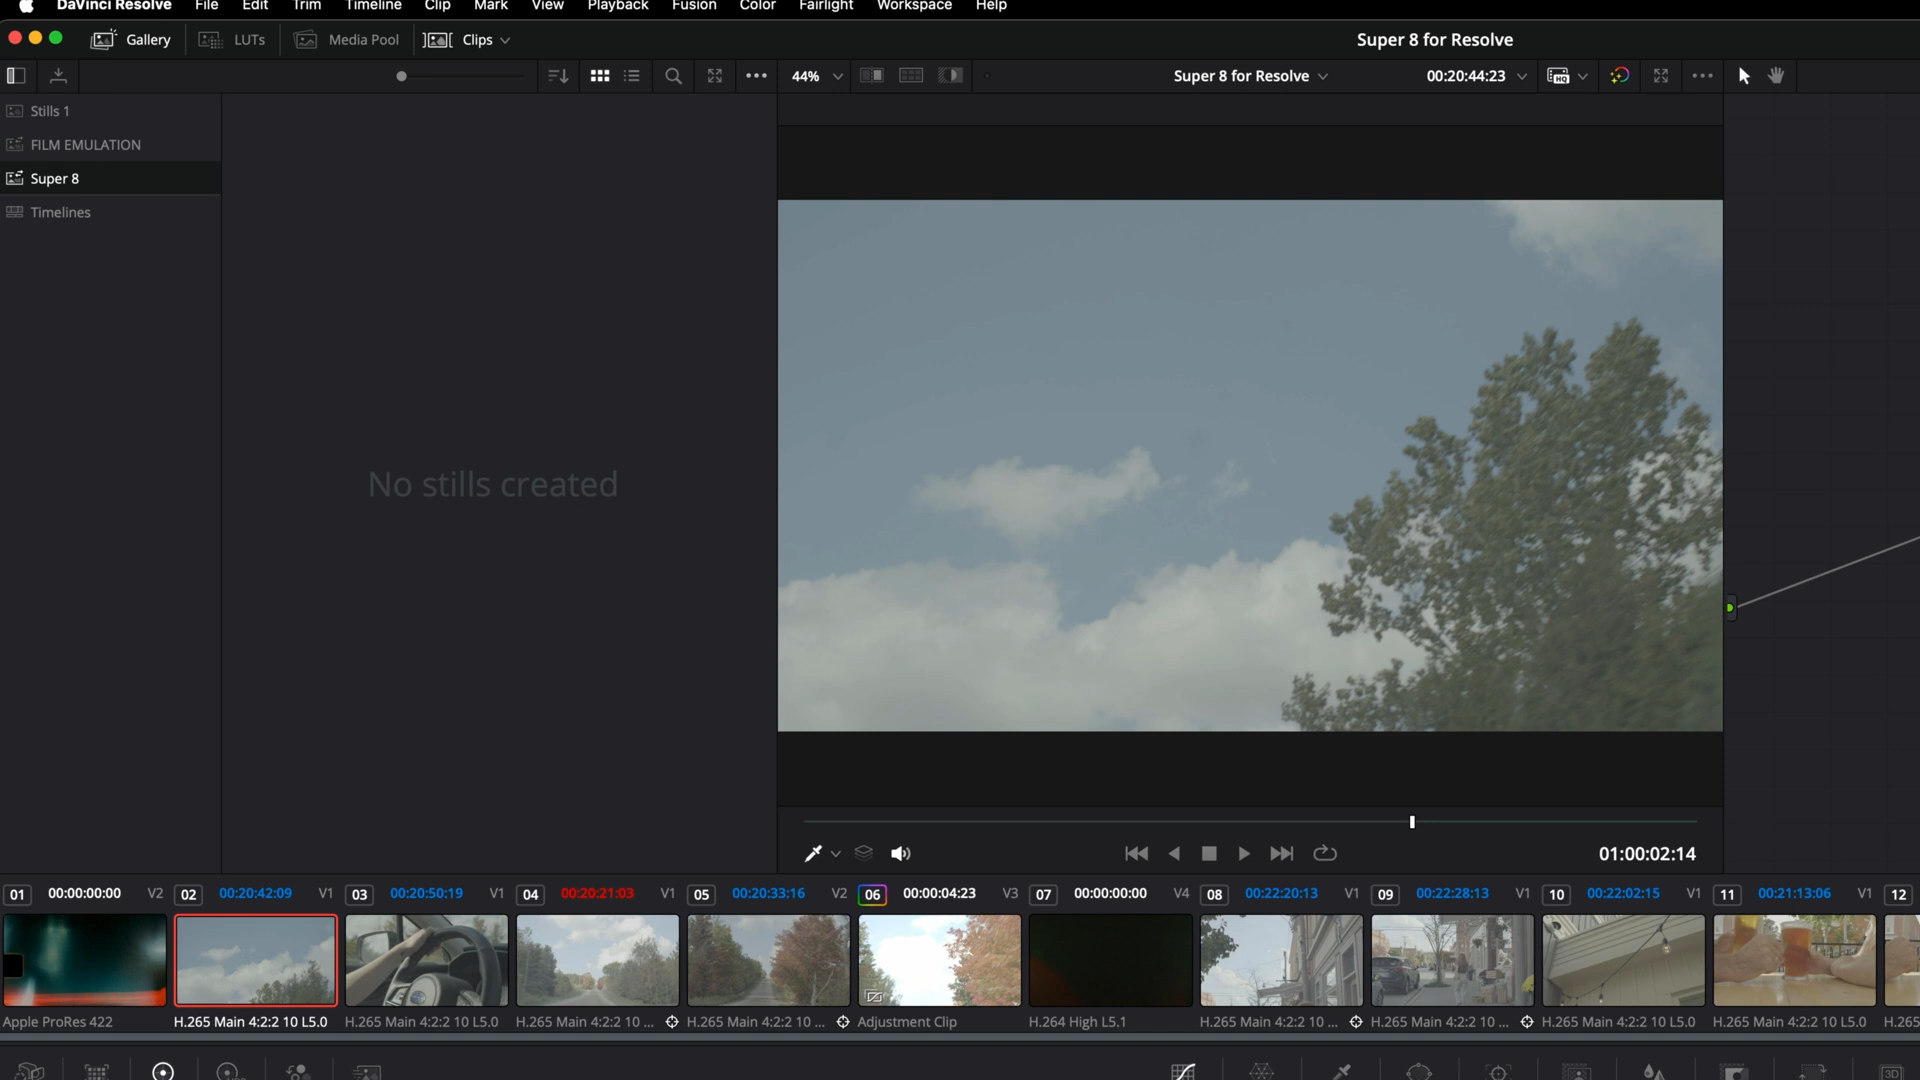 DaVinci Resolve File Edit Trim Timeline Clip Mark View Playback Fusion Color Fairlight Workspace Help
Gallery LUTs Media Pool Clips Super 8 for Resolve
44% Super 8 for Resolve 00:20:44:23 HQ
Stills 1
FILM EMULATION
Super 8
Timelines
No stills created
01:00:02:14
01 00:00:00:00 V2 02 00:20:42:09 V1 03 00:20:50:19 V1 04 00:20:21:03 V1 05 00:20:33:16 V2 06 00:00:04:23 V3 07 00:00:00:00 V4 08 00:22:20:13 V1 09 00:22:28:13 V1 10 00:22:02:15 V1 11 00:21:13:06 V1 12
Apple ProRes 422 H.265 Main 4:2:2 10 L5.0 H.265 Main 4:2:2 10 L5.0 H.265 Main 4:2:2 10 ... H.265 Main 4:2:2 10 ... Adjustment Clip H.264 High L5.1 H.265 Main 4:2:2 10 ... H.265 Main 4:2:2 10 ... H.265 Main 4:2:2 10 L5.0 H.265 Main 4:2:2 10 L5.0 H.265
3D